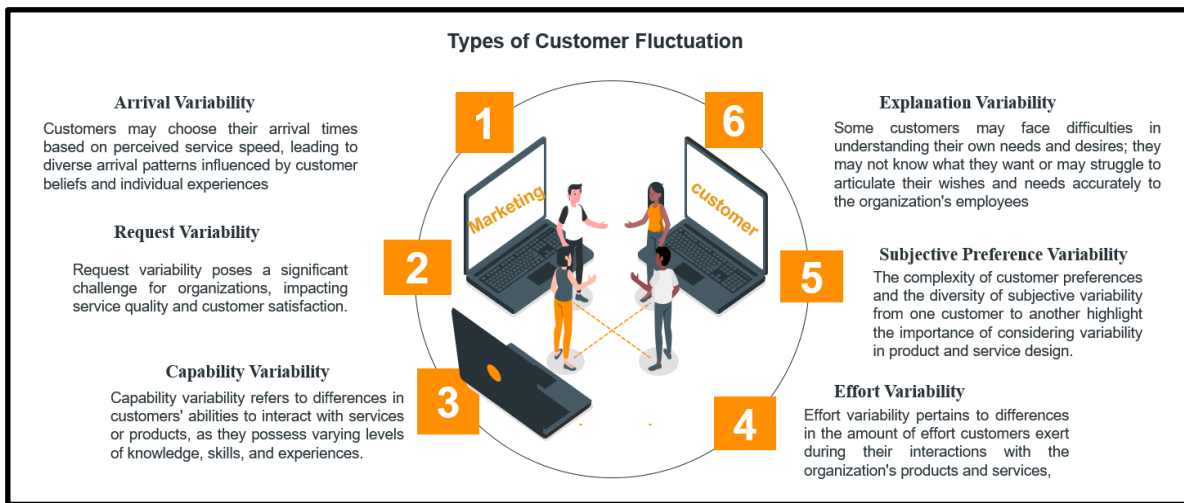 Types of Customer Fluctuation
1
Arrival Variability
Customers may choose their arrival times
based on perceived service speed, leading to
diverse arrival patterns influenced by customer
beliefs and individual experiences
2
Request Variability
Request variability poses a significant
challenge for organizations, impacting
service quality and customer satisfaction.
3
Capability Variability
Capability variability refers to differences in
customers' abilities to interact with services
or products, as they possess varying levels
of knowledge, skills, and experiences.
Marketing
customer
6
Explanation Variability
Some customers may face difficulties in
understanding their own needs and desires; they
may not know what they want or may struggle to
articulate their wishes and needs accurately to
the organization's employees
5
Subjective Preference Variability
The complexity of customer preferences
and the diversity of subjective variability
from one customer to another highlight
the importance of considering variability
in product and service design.
4
Effort Variability
Effort variability pertains to differences
in the amount of effort customers exert
during their interactions with the
organization's products and services,